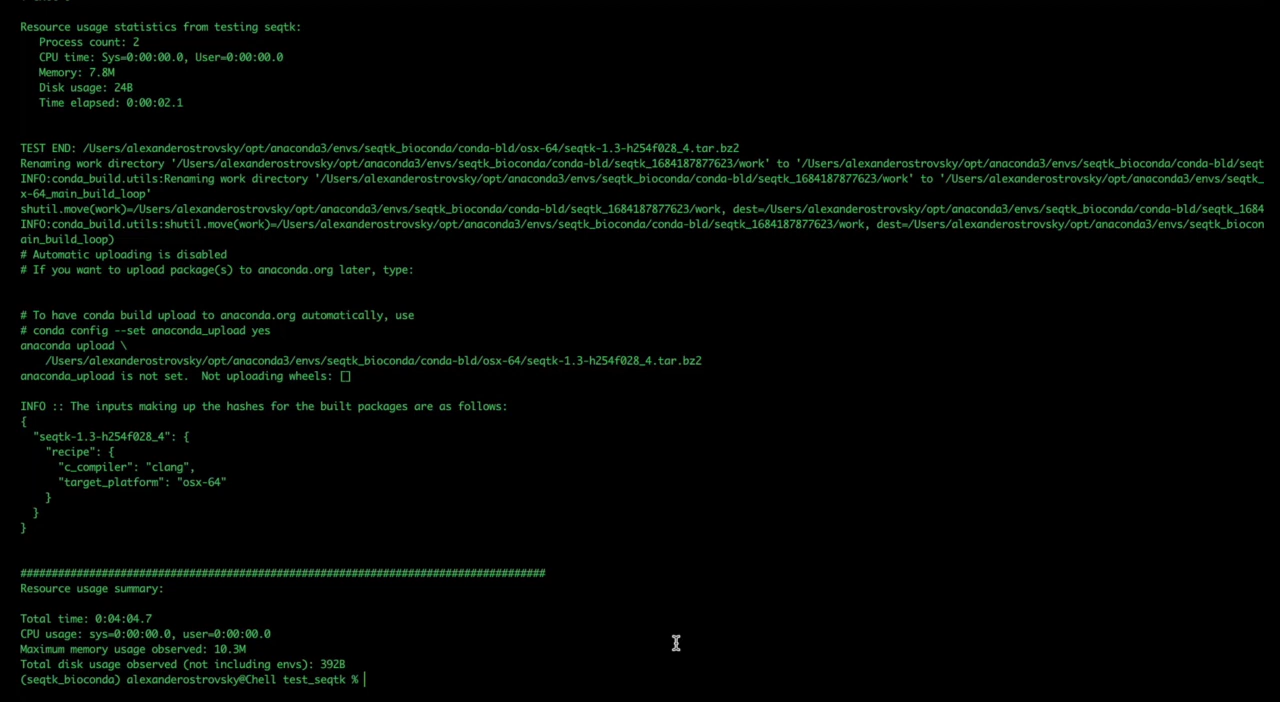 Resource usage statistics from testing seqtk:
Process count: 2
CPU time: Sys=0:00:00.0, User=0:00:00.0
Memory: 7.8M
Disk usage: 24B
Time elapsed: 0:00:02.1
TEST END: /Users/alexanderostrovsky/opt/anaconda3/envs/seqtk_bioconda/conda-bld/osx-64/seqtk-1.3-h254f028_4.tar.bz2
Renaming work directory '/Users/alexanderostrovsky/opt/anaconda3/envs/seqtk_bioconda/conda-bld/seqtk_1684187877623/work' to '/Users/alexanderostrovsky/opt/anaconda3/envs/seqtk_bioconda/conda-bld/seqt
INFO:conda_build.utils:Renaming work directory '/Users/alexanderostrovsky/opt/anaconda3/envs/seqtk_bioconda/conda-bld/seqtk_1684187877623/work' to '/Users/alexanderostrovsky/opt/anaconda3/envs/seqtk_
x-64_main_build_loop'
shutil.move(work)=/Users/alexanderostrovsky/opt/anaconda3/envs/seqtk_bioconda/conda-bld/seqtk_1684187877623/work, dest=/Users/alexanderostrovsky/opt/anaconda3/envs/seqtk_bioconda/conda-bld/seqtk_1684
INFO:conda_build.utils:shutil.move(work)=/Users/alexanderostrovsky/opt/anaconda3/envs/seqtk_bioconda/conda-bld/seqtk_1684187877623/work, dest=/Users/alexanderostrovsky/opt/anaconda3/envs/seqtk_biocon
ain_build_loop)
# Automatic uploading is disabled
# If you want to upload package(s) to anaconda.org later, type:
# To have conda build upload to anaconda.org automatically, use
# conda config --set anaconda_upload yes
anaconda upload \
/Users/alexanderostrovsky/opt/anaconda3/envs/seqtk_bioconda/conda-bld/osx-64/seqtk-1.3-h254f028_4.tar.bz2
anaconda_upload is not set.  Not uploading wheels: []
INFO :: The inputs making up the hashes for the built packages are as follows:
{
"seqtk-1.3-h254f028_4": {
"recipe": {
"c_compiler": "clang",
"target_platform": "osx-64"
}
}
}
####################################################################################
Resource usage summary:
Total time: 0:04:04.7
CPU usage: sys=0:00:00.0, user=0:00:00.0
Maximum memory usage observed: 10.3M
Total disk usage observed (not including envs): 392B
(seqtk_bioconda) alexanderostrovsky@Chell test_seqtk %